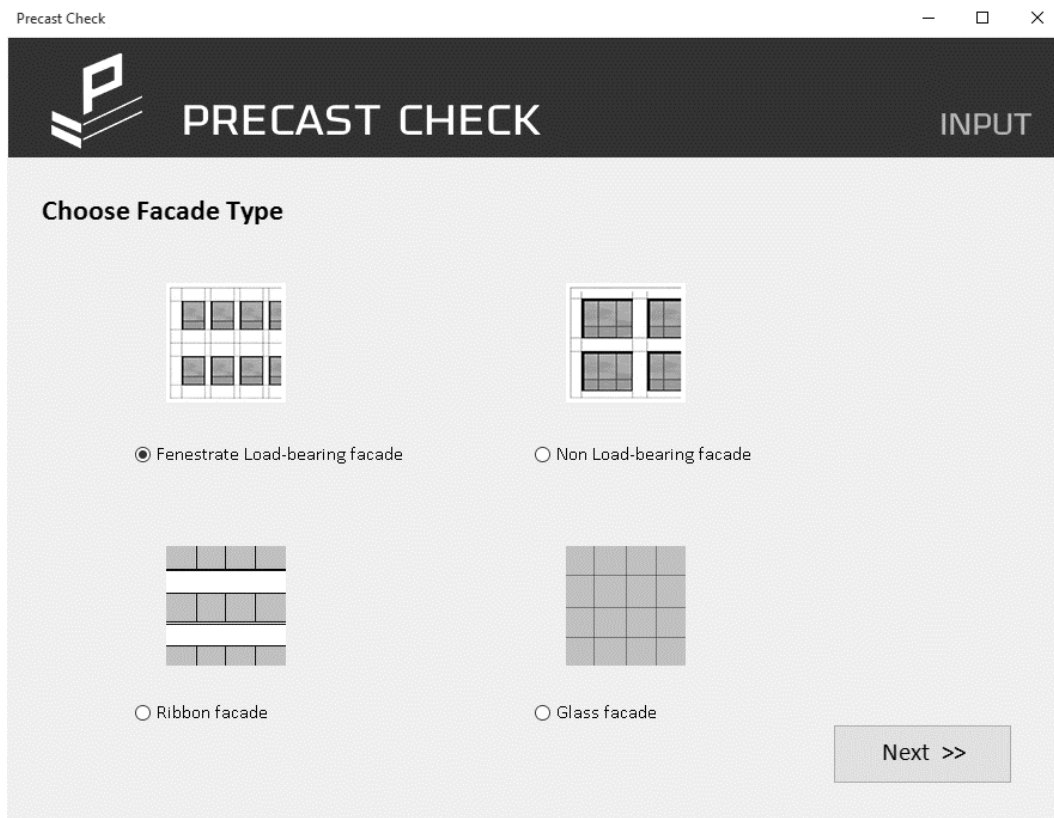 Precast Check
PRECAST CHECK
INPUT
Choose Facade Type
Fenestrate Load-bearing facade
Non Load-bearing facade
Ribbon facade
Glass facade
Next >>